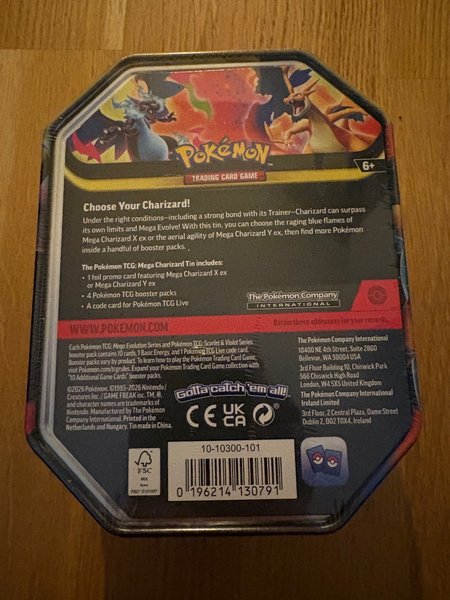 POKéMON
TRADING CARD GAME
6+
Choose Your Charizard!
Under the right conditions—including a strong bond with its Trainer—Charizard can surpass
its own limits and Mega Evolve! With this tin, you can choose the raging blue flames of
Mega Charizard X ex or the aerial agility of Mega Charizard Y ex, then find more Pokémon
inside a handful of booster packs.
The Pokémon TCG: Mega Charizard Tin includes:
• 1 foil promo card featuring Mega Charizard X ex
or Mega Charizard Y ex
• 4 Pokémon TCG booster packs
• A code card for Pokémon TCG Live
The Pokémon Company
INTERNATIONAL
WWW.POKEMON.COM
Retain these addresses for your records.
Each Pokémon TCG: Mega Evolution Series and Pokémon TCG: Scarlet & Violet Series
booster pack contains 10 cards, 1 Basic Energy, and 1 Pokémon TCG Live code card.
Booster packs vary by product. To learn how to play the Pokémon Trading Card Game,
visit Pokemon.com/tcgrules. Expand your Pokémon Trading Card Game collection with
"10 Additional Game Cards" booster packs.
The Pokémon Company International
10400 NE 4th Street, Suite 2800
Bellevue, WA 98004 USA
3rd Floor Building 10, Chiswick Park
566 Chiswick High Road
London, W4 5XS United Kingdom
The Pokémon Company International
Ireland Limited
3rd Floor, 2 Central Plaza, Dame Street
Dublin 2, D02 T0X4, Ireland
©2026 Pokémon. ©1995–2026 Nintendo/
Creatures Inc. / GAME FREAK inc. TM, ®,
and character names are trademarks of
Nintendo. Manufactured by The Pokémon
Company International. Printed in the
Netherlands and Hungary. Tin made in China.
Gotta catch 'em all!
CE UK
CA
10-10300-101
FSC
MIX
0 196214 130791